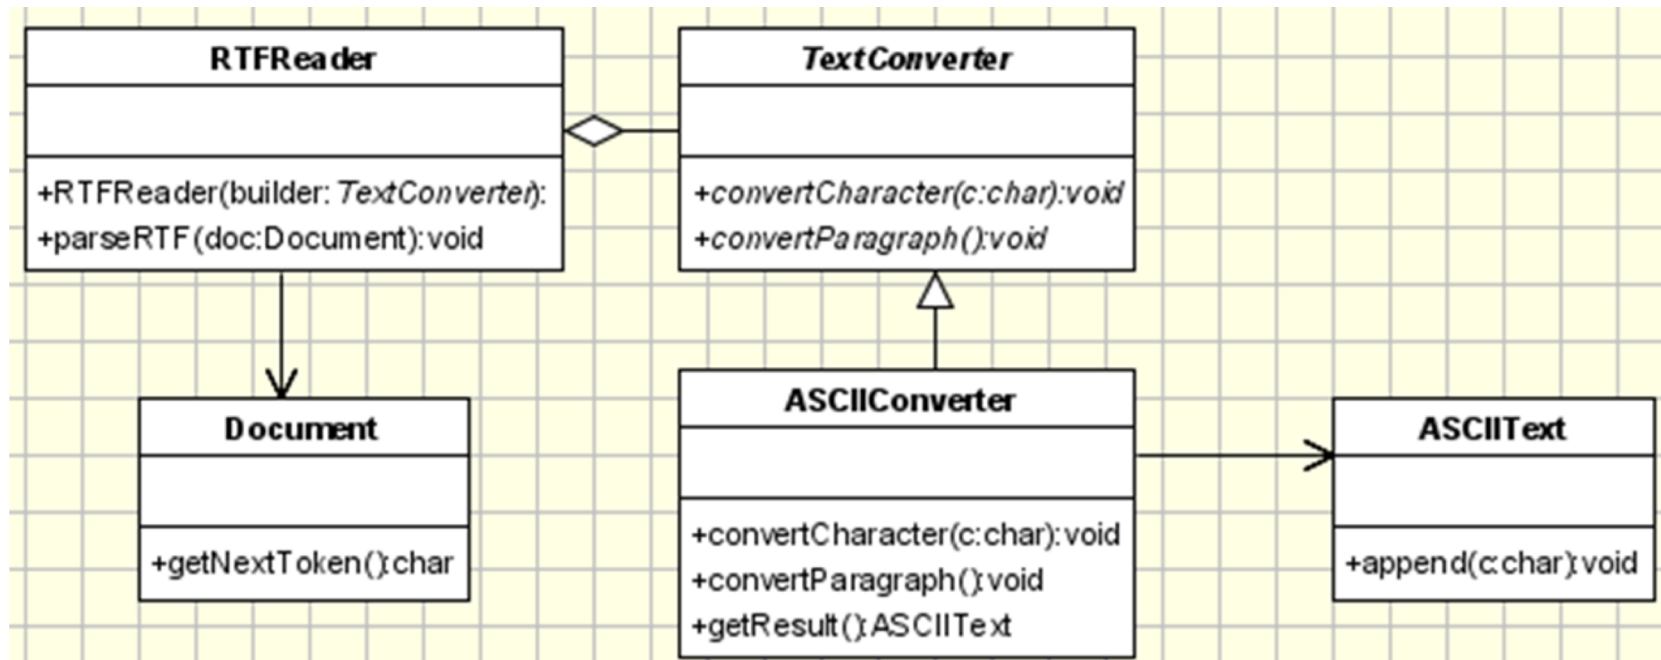 RTFReader
+RTFReader(builder: TextConverter):
+parseRTF(doc:Document):void
TextConverter
+convertCharacter(c:char):void
+convertParagraph():void
Document
+getNextToken():char
ASCIIConverter
+convertCharacter(c:char):void
+convertParagraph():void
+getResult():ASCIIText
ASCIIText
+append(c:char):void